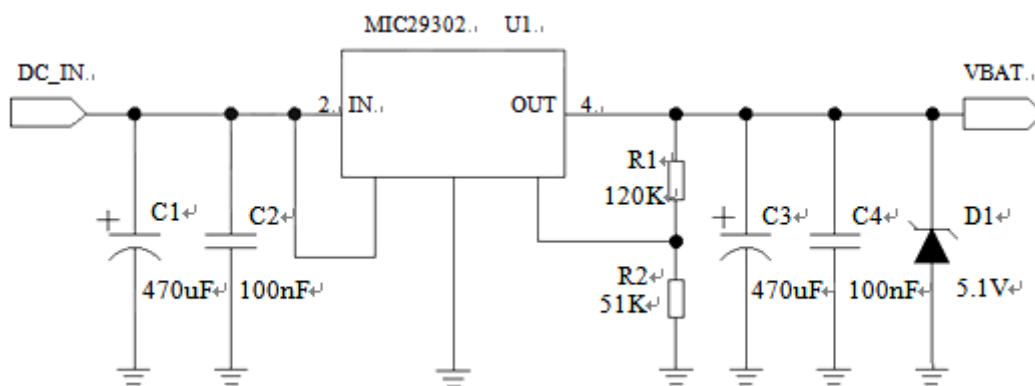 MIC29302 U1
DC_IN
VBAT
2 IN
OUT 4
R1
120K
C1
C2
C3
C4
D1
R2
51K
470uF
100nF
470uF
100nF
5.1V
+
+